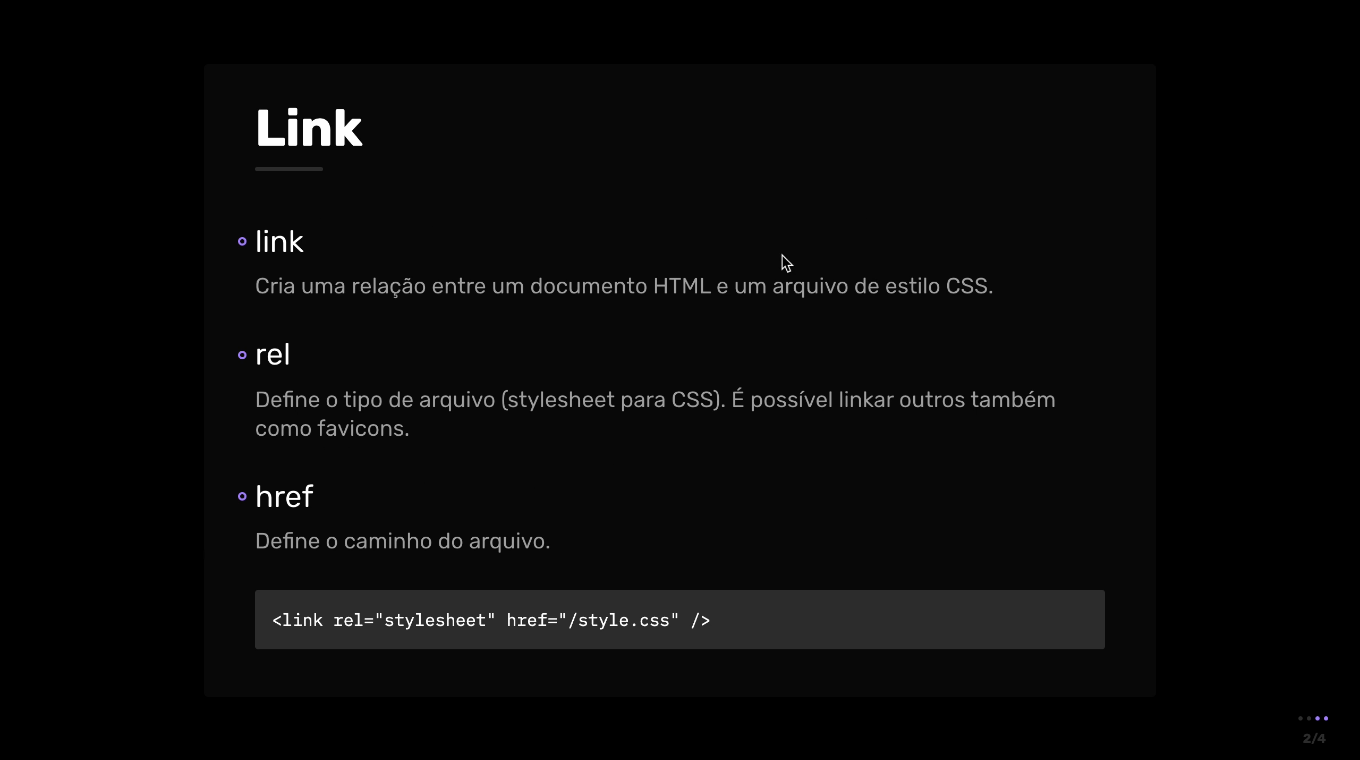 Link
link
Cria uma relação entre um documento HTML e um arquivo de estilo CSS.
rel
Define o tipo de arquivo (stylesheet para CSS). É possível linkar outros também
como favicons.
href
Define o caminho do arquivo.
<link rel="stylesheet" href="/style.css" />
2/4